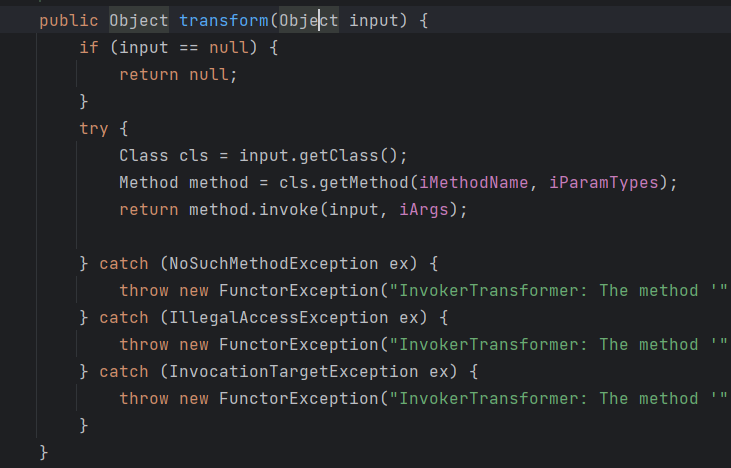 public Object transform(Object input) {
if (input == null) {
return null;
}
try {
Class cls = input.getClass();
Method method = cls.getMethod(iMethodName, iParamTypes);
return method.invoke(input, iArgs);
} catch (NoSuchMethodException ex) {
throw new FunctorException("InvokerTransformer: The method '"
} catch (IllegalAccessException ex) {
throw new FunctorException("InvokerTransformer: The method '"
} catch (InvocationTargetException ex) {
throw new FunctorException("InvokerTransformer: The method '"
}
}